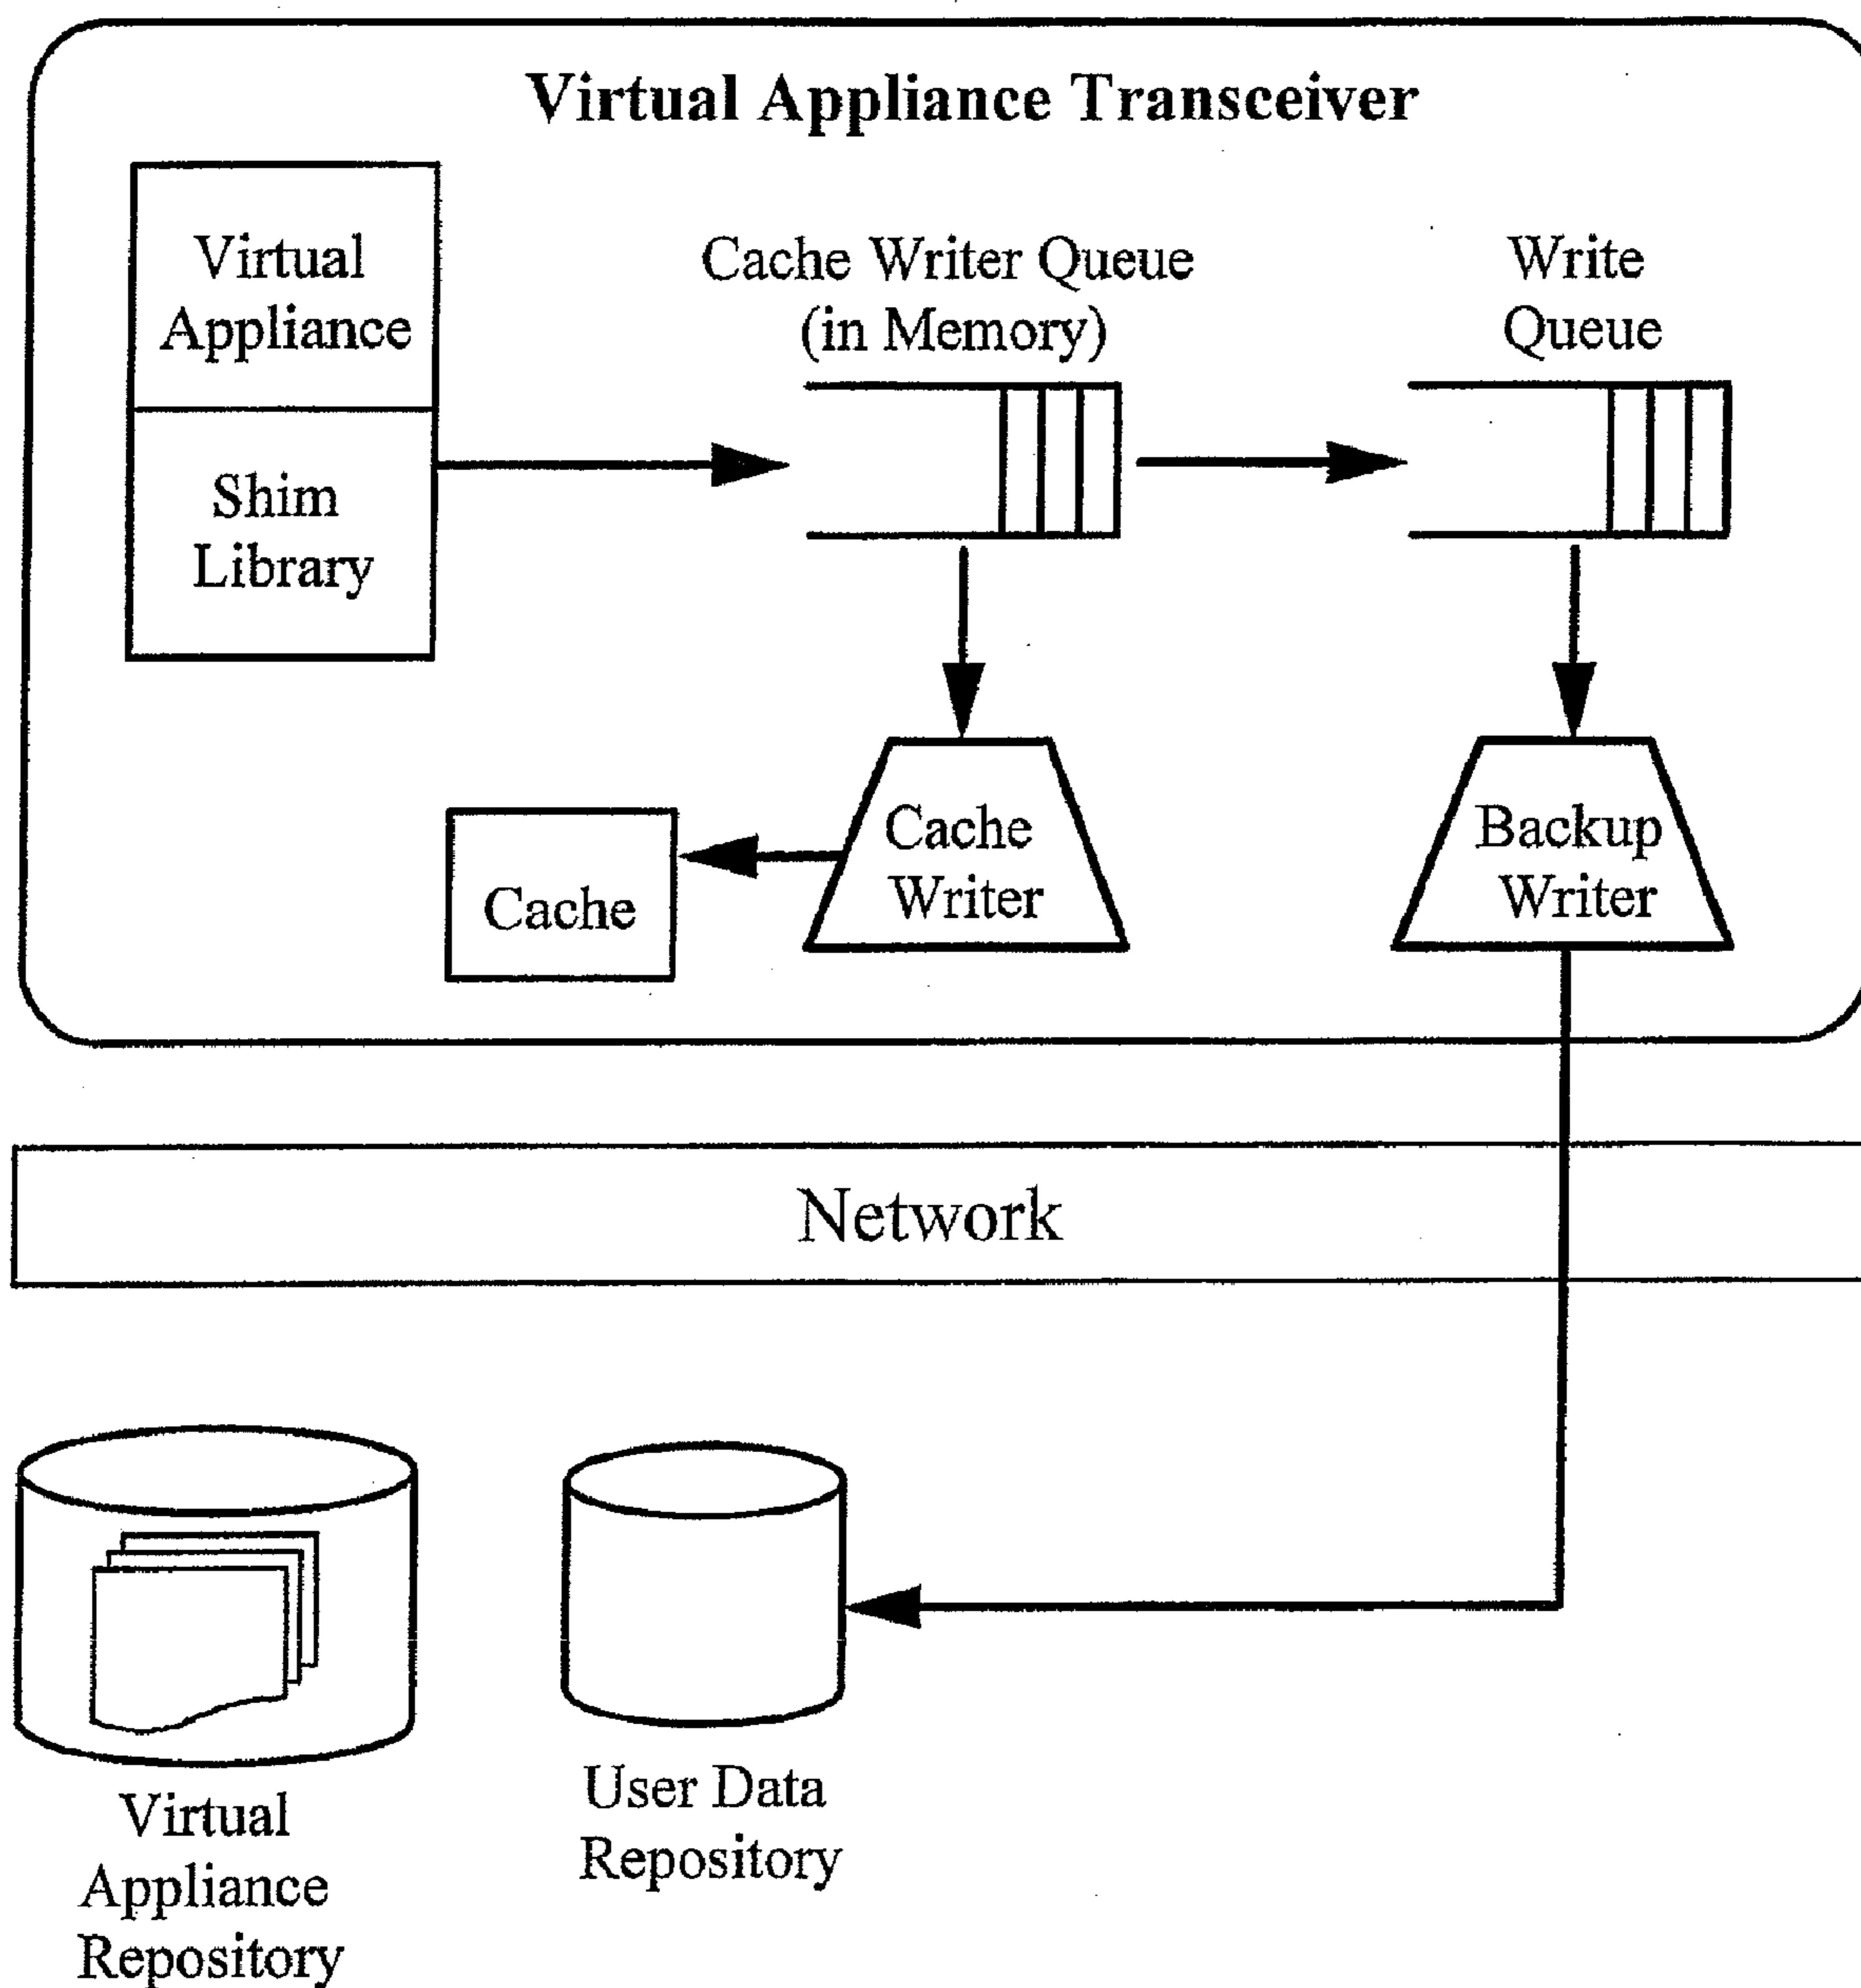 Virtual Appliance Transceiver
Virtual
Appliance
Shim
Library
Cache Writer Queue
(in Memory)
Write
Queue
Cache
Cache
Writer
Backup
Writer
Network
Virtual
Appliance
Repository
User Data
Repository